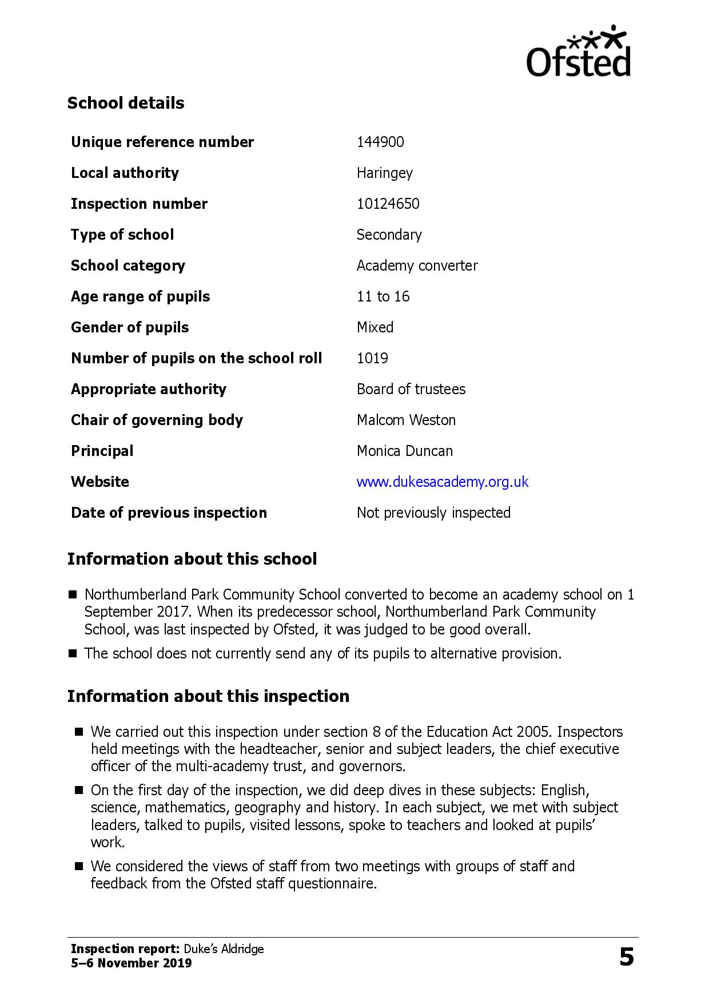 Ofsted
School details
Unique reference number 144900
Local authority Haringey
Inspection number 10124650
Type of school Secondary
School category Academy converter
Age range of pupils 11 to 16
Gender of pupils Mixed
Number of pupils on the school roll 1019
Appropriate authority Board of trustees
Chair of governing body Malcom Weston
Principal Monica Duncan
Website www.dukesacademy.org.uk
Date of previous inspection Not previously inspected
Information about this school
■ Northumberland Park Community School converted to become an academy school on 1
September 2017. When its predecessor school, Northumberland Park Community
School, was last inspected by Ofsted, it was judged to be good overall.
■ The school does not currently send any of its pupils to alternative provision.
Information about this inspection
■ We carried out this inspection under section 8 of the Education Act 2005. Inspectors
held meetings with the headteacher, senior and subject leaders, the chief executive
officer of the multi-academy trust, and governors.
■ On the first day of the inspection, we did deep dives in these subjects: English,
science, mathematics, geography and history. In each subject, we met with subject
leaders, talked to pupils, visited lessons, spoke to teachers and looked at pupils’
work.
■ We considered the views of staff from two meetings with groups of staff and
feedback from the Ofsted staff questionnaire.
Inspection report: Duke’s Aldridge
5–6 November 2019
5